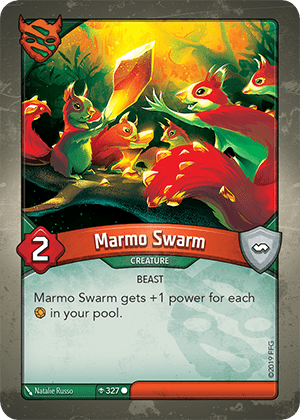 2
Marmo Swarm
CREATURE
BEAST
Marmo Swarm gets +1 power for each
in your pool.
Natalie Russo
327
©2019 FFG